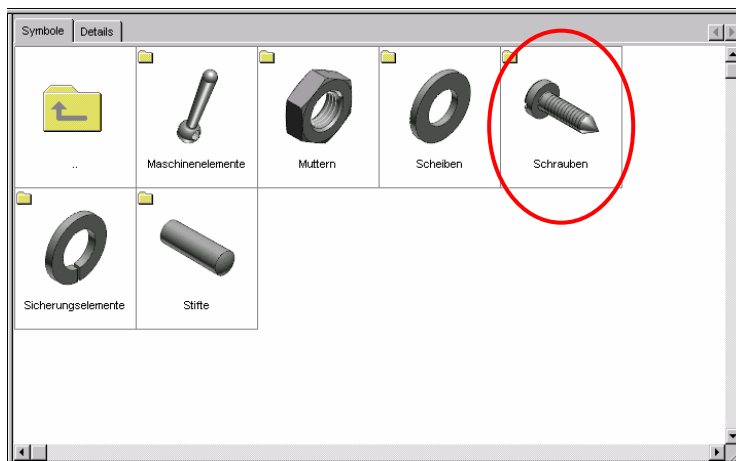 Symbole Details
.. Maschinenelemente Muttern Scheiben Schrauben
Sicherungselemente Stifte